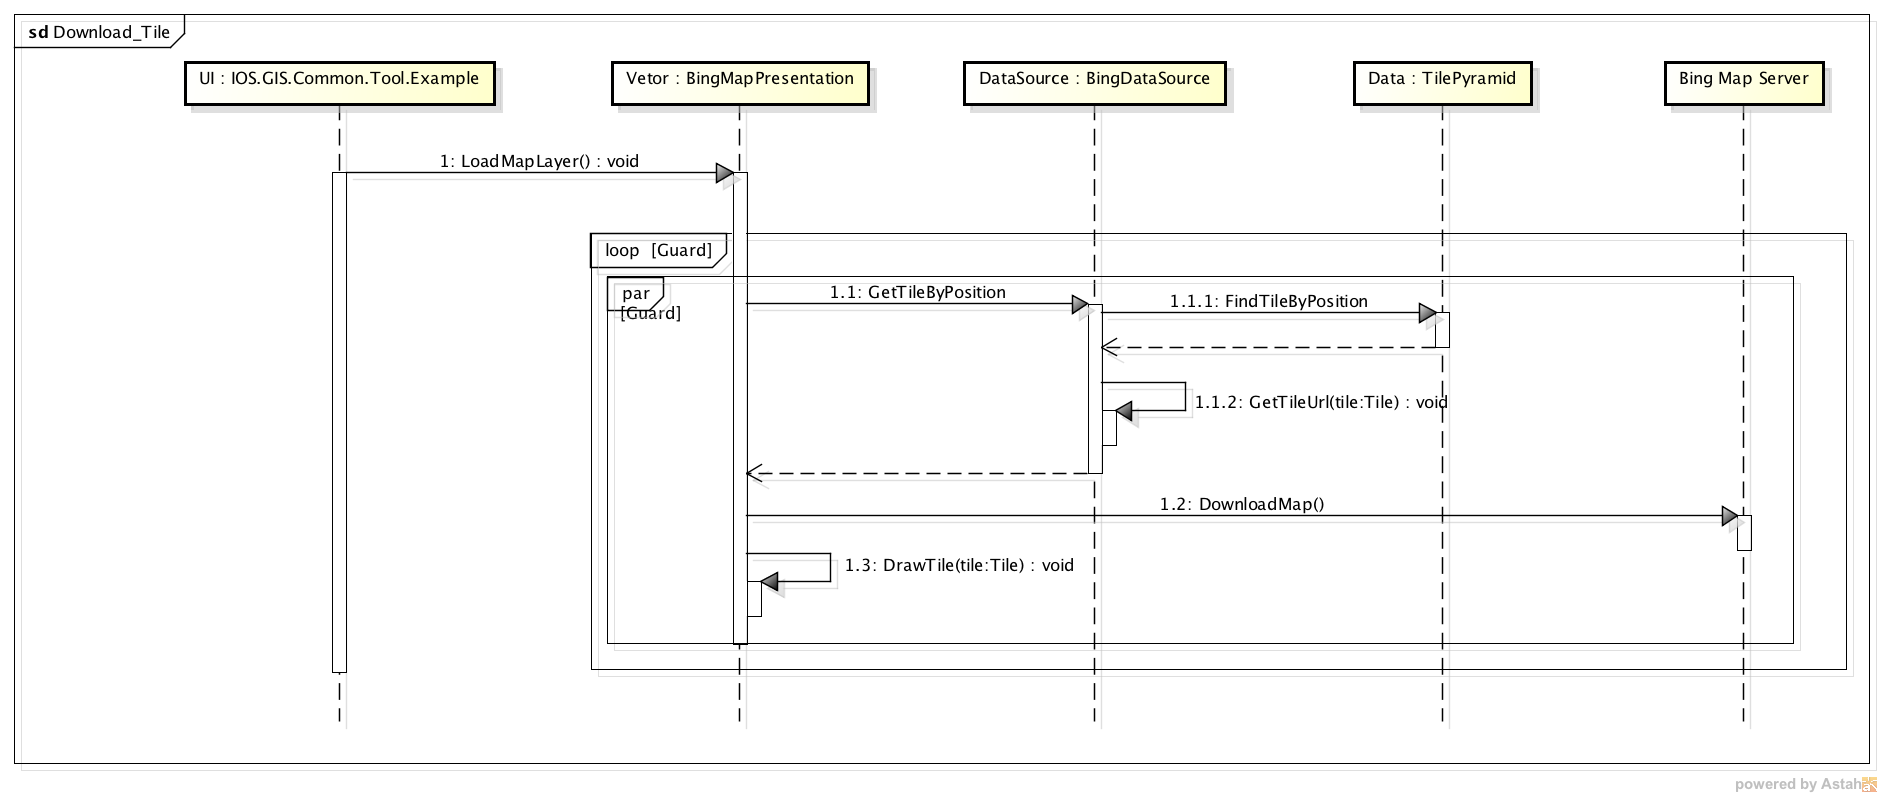 sd Download_Tile
UI : IOS.GIS.Common.Tool.Example
Vetor : BingMapPresentation
DataSource : BingDataSource
Data : TilePyramid
Bing Map Server
1: LoadMapLayer() : void
loop [Guard]
par
[Guard]
1.1: GetTileByPosition
1.1.1: FindTileByPosition
1.1.2: GetTileUrl(tile:Tile) : void
1.2: DownloadMap()
1.3: DrawTile(tile:Tile) : void
powered by Astah